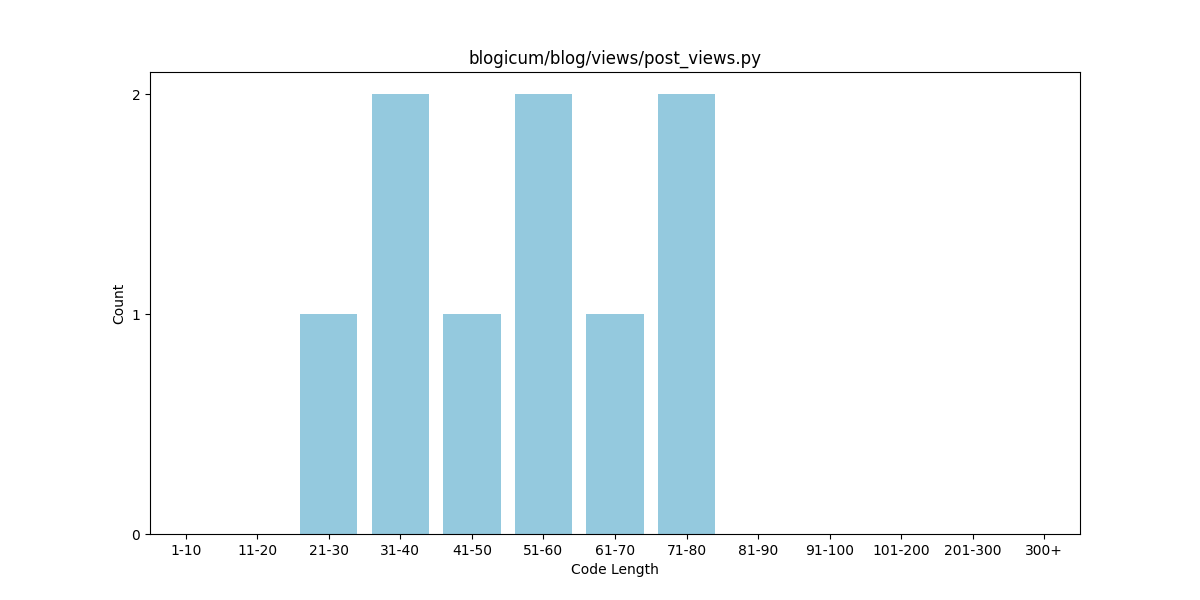 blogicum/blog/views/post_views.py
Count
2
1
0
1-10 11-20 21-30 31-40 41-50 51-60 61-70 71-80 81-90 91-100 101-200 201-300 300+
Code Length